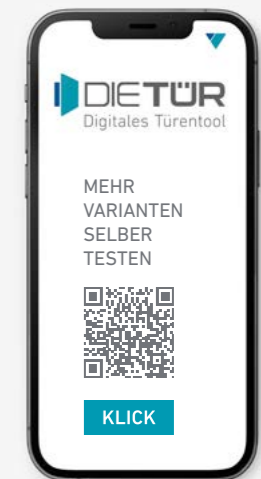 DIETÜR
Digitales Türentool
MEHR
VARIANTEN
SELBER
TESTEN
KLICK